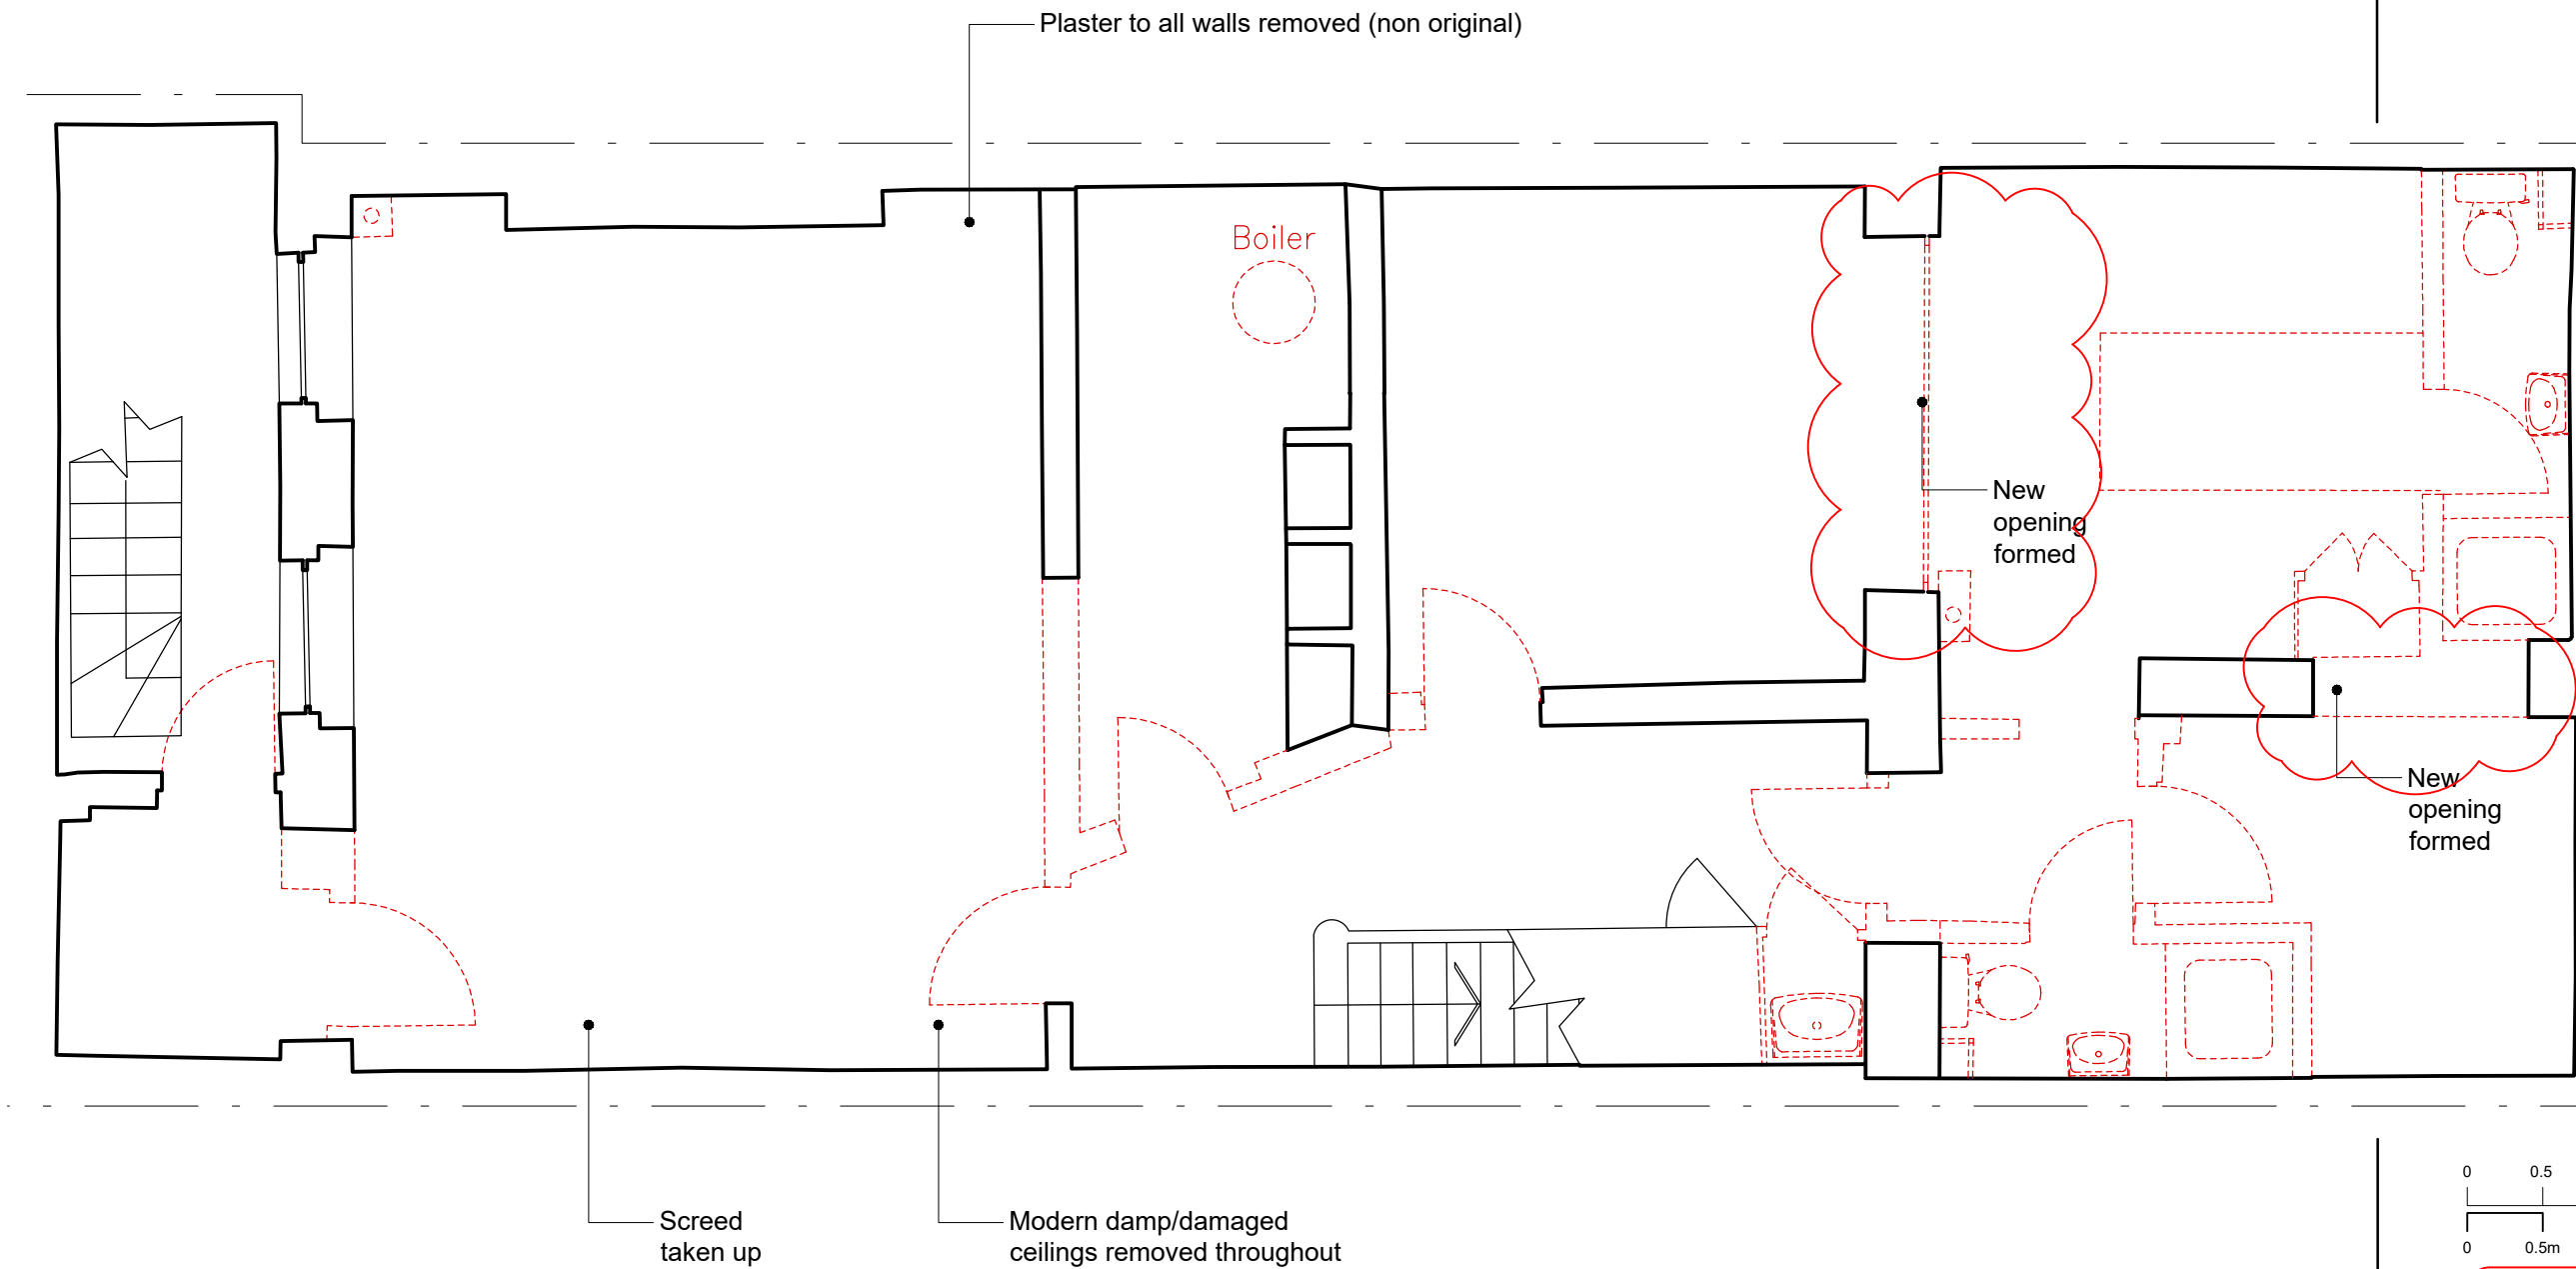 Plaster to all walls removed (non original)
Boiler
New
opening
formed
New
opening
formed
Screed
taken up
Modern damp/damaged
ceilings removed throughout
0 0.5
0 0.5m